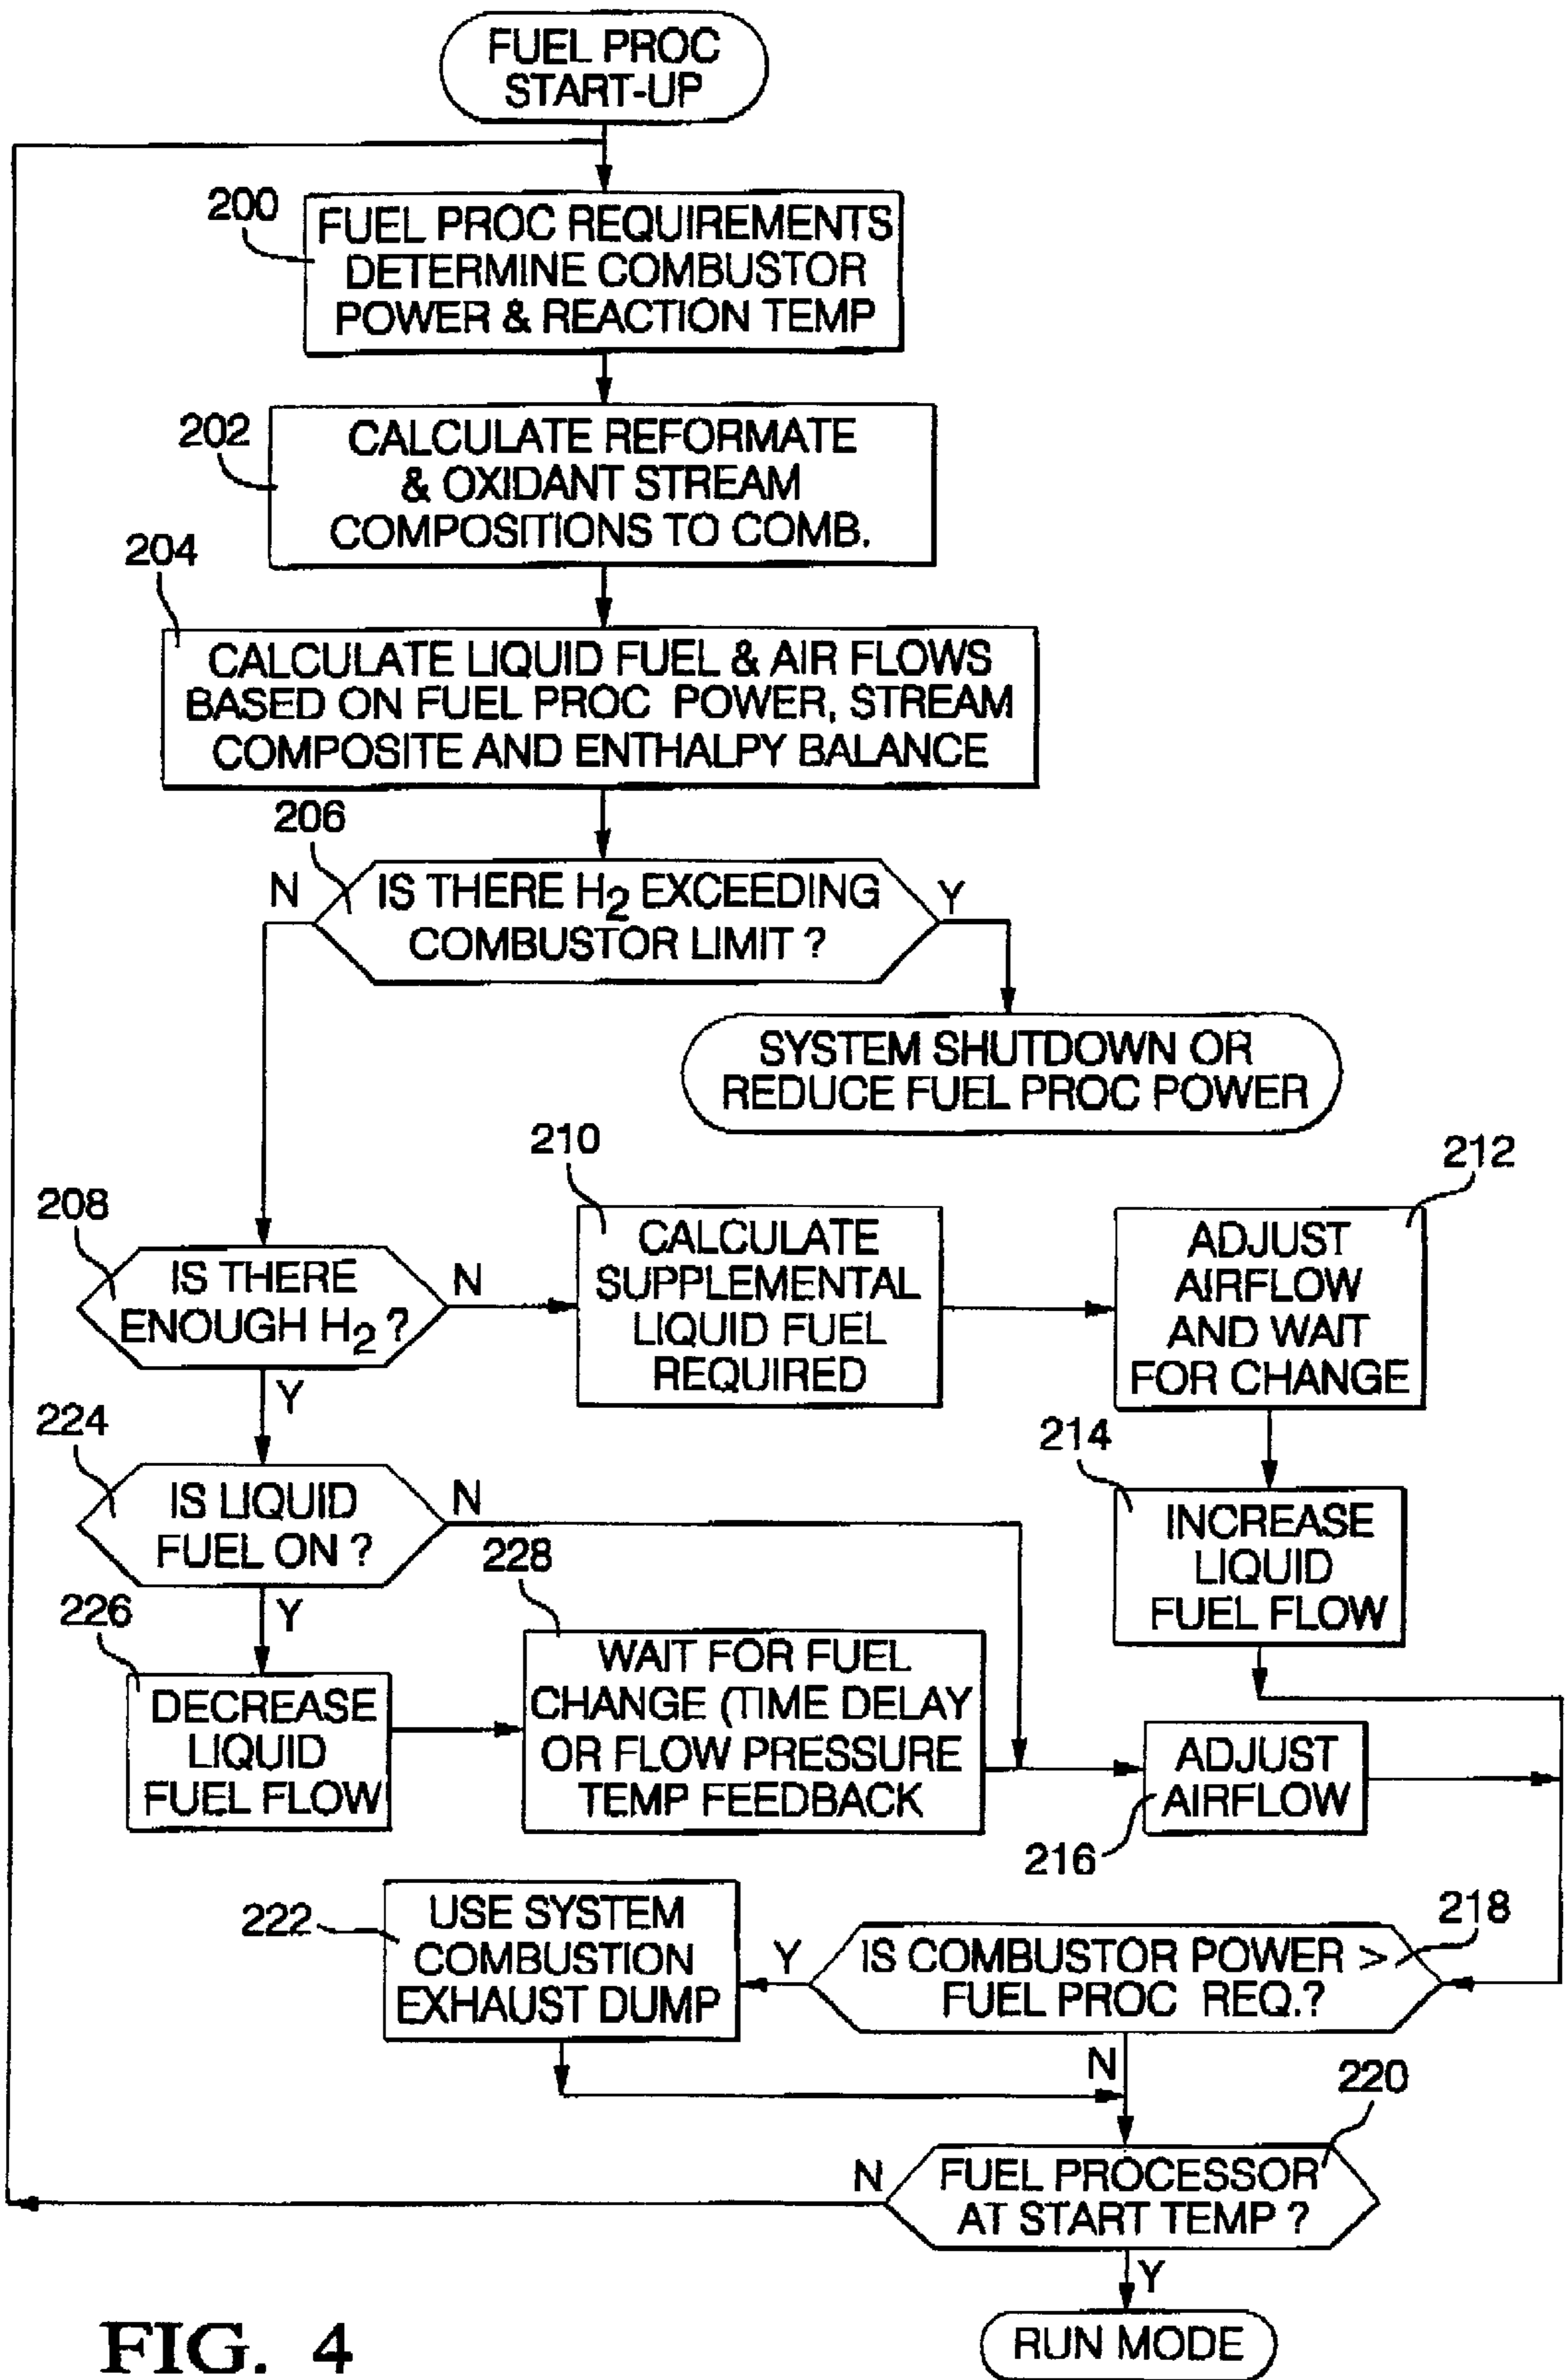 FUEL PROC
START-UP
200
FUEL PROC REQUIREMENTS
DETERMINE COMBUSTOR
POWER & REACTION TEMP
202
CALCULATE REFORMATE
& OXIDANT STREAM
COMPOSITIONS TO COMB.
204
CALCULATE LIQUID FUEL & AIR FLOWS
BASED ON FUEL PROC POWER, STREAM
COMPOSITE AND ENTHALPY BALANCE
206
N
IS THERE H2 EXCEEDING
COMBUSTOR LIMIT ?
Y
SYSTEM SHUTDOWN OR
REDUCE FUEL PROC POWER
208
IS THERE
ENOUGH H2 ?
N
Y
210
CALCULATE
SUPPLEMENTAL
LIQUID FUEL
REQUIRED
212
ADJUST
AIRFLOW
AND WAIT
FOR CHANGE
214
INCREASE
LIQUID
FUEL FLOW
224
IS LIQUID
FUEL ON ?
N
Y
226
DECREASE
LIQUID
FUEL FLOW
228
WAIT FOR FUEL
CHANGE (TIME DELAY
OR FLOW PRESSURE
TEMP FEEDBACK
ADJUST
AIRFLOW
216
222
USE SYSTEM
COMBUSTION
EXHAUST DUMP
Y
IS COMBUSTOR POWER >
FUEL PROC REQ.?
218
N
220
N
FUEL PROCESSOR
AT START TEMP ?
Y
RUN MODE
FIG. 4